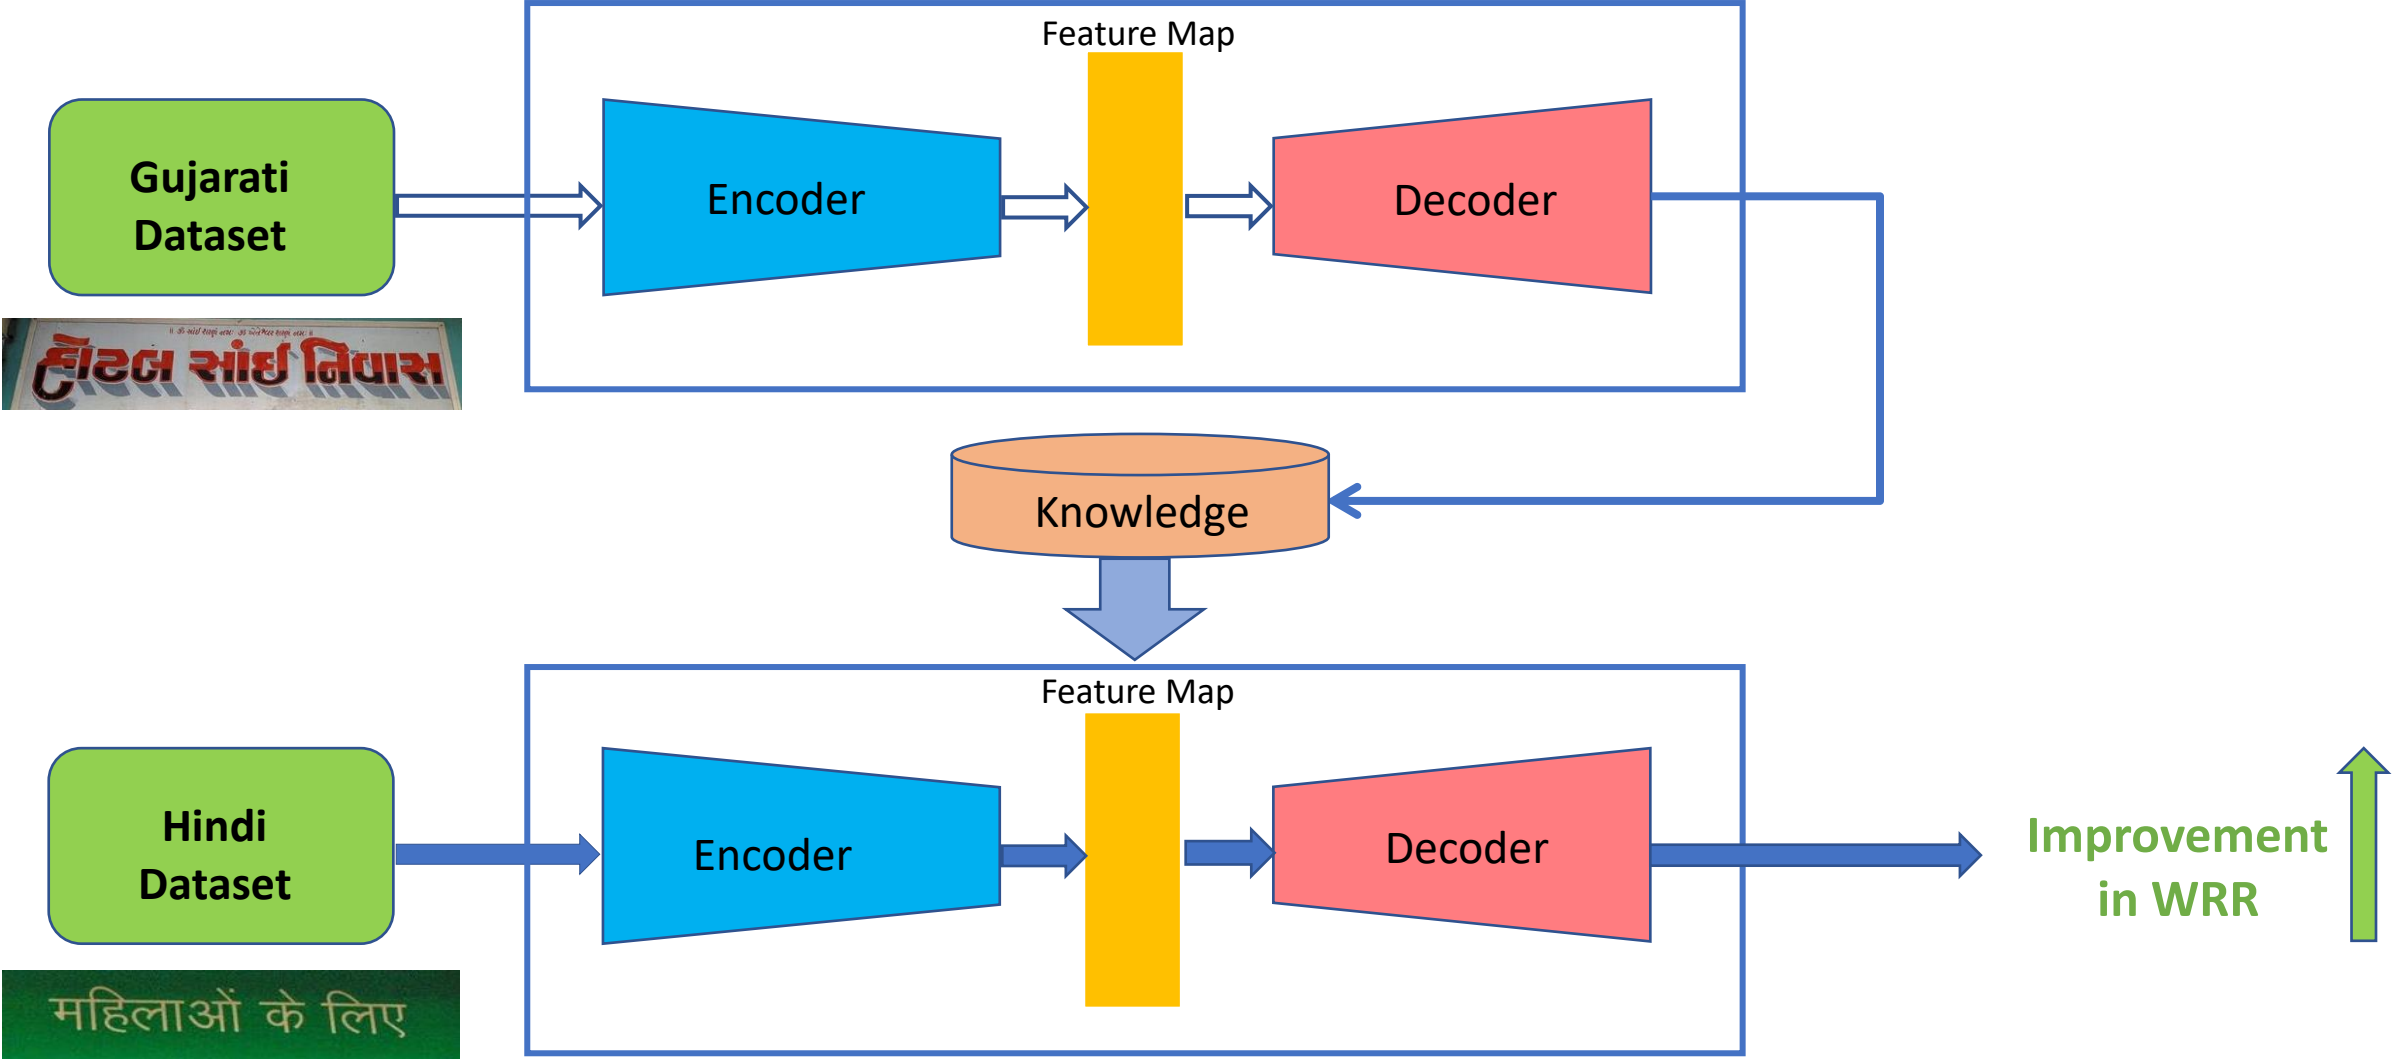 Feature Map
Gujarati
Dataset
Encoder
Decoder
હોટલ સાંઈ નિવાસ
Knowledge
Feature Map
Hindi
Dataset
Encoder
Decoder
Improvement
in WRR
महिलाओं के लिए